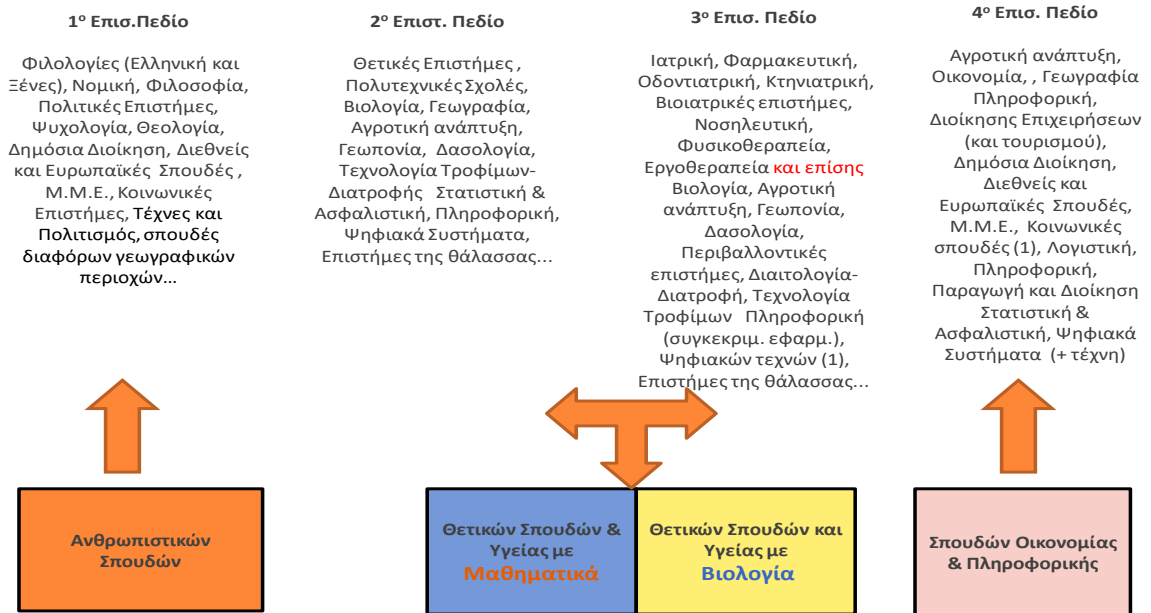 1ο Επισ.Πεδίο
Φιλολογίες (Ελληνική και
Ξένες), Νομική, Φιλοσοφία,
Πολιτικές Επιστήμες,
Ψυχολογία, Θεολογία,
Δημόσια Διοίκηση, Διεθνείς
και Ευρωπαϊκές Σπουδές ,
Μ.Μ.Ε., Κοινωνικές
Επιστήμες, Τέχνες και
Πολιτισμός, σπουδές
διαφόρων γεωγραφικών
περιοχών...
2ο Επιστ. Πεδίο
Θετικές Επιστήμες ,
Πολυτεχνικές Σχολές,
Βιολογία, Γεωγραφία,
Αγροτική ανάπτυξη,
Γεωπονία, Δασολογία,
Τεχνολογία Τροφίμων-
Διατροφής Στατιστική &
Ασφαλιστική, Πληροφορική,
Ψηφιακά Συστήματα,
Επιστήμες της θάλασσας...
3ο Επισ. Πεδίο
Ιατρική, Φαρμακευτική,
Οδοντιατρική, Κτηνιατρική,
Βιοιατρικές επιστήμες,
Νοσηλευτική,
Φυσικοθεραπεία,
Εργοθεραπεία και επίσης
Βιολογία, Αγροτική
ανάπτυξη, Γεωπονία,
Δασολογία,
Περιβαλλοντικές
επιστήμες, Διαιτολογία-
Διατροφή, Τεχνολογία
Τροφίμων Πληροφορική
(συγκεκριμ. εφαρμ.),
Ψηφιακών τεχνών (1),
Επιστήμες της θάλασσας...
4ο Επισ. Πεδίο
Αγροτική ανάπτυξη,
Οικονομία, , Γεωγραφία
Πληροφορική,
Διοίκησης Επιχειρήσεων
(και τουρισμού),
Δημόσια Διοίκηση,
Διεθνείς και
Ευρωπαϊκές Σπουδές,
Μ.Μ.Ε., Κοινωνικές
σπουδές (1), Λογιστική,
Πληροφορική,
Παραγωγή και Διοίκηση
Στατιστική &
Ασφαλιστική, Ψηφιακά
Συστήματα (+ τέχνη)
Ανθρωπιστικών
Σπουδών
Θετικών Σπουδών &
Υγείας με
Μαθηματικά
Θετικών Σπουδών και
Υγείας με
Βιολογία
Σπουδών Οικονομίας
& Πληροφορικής